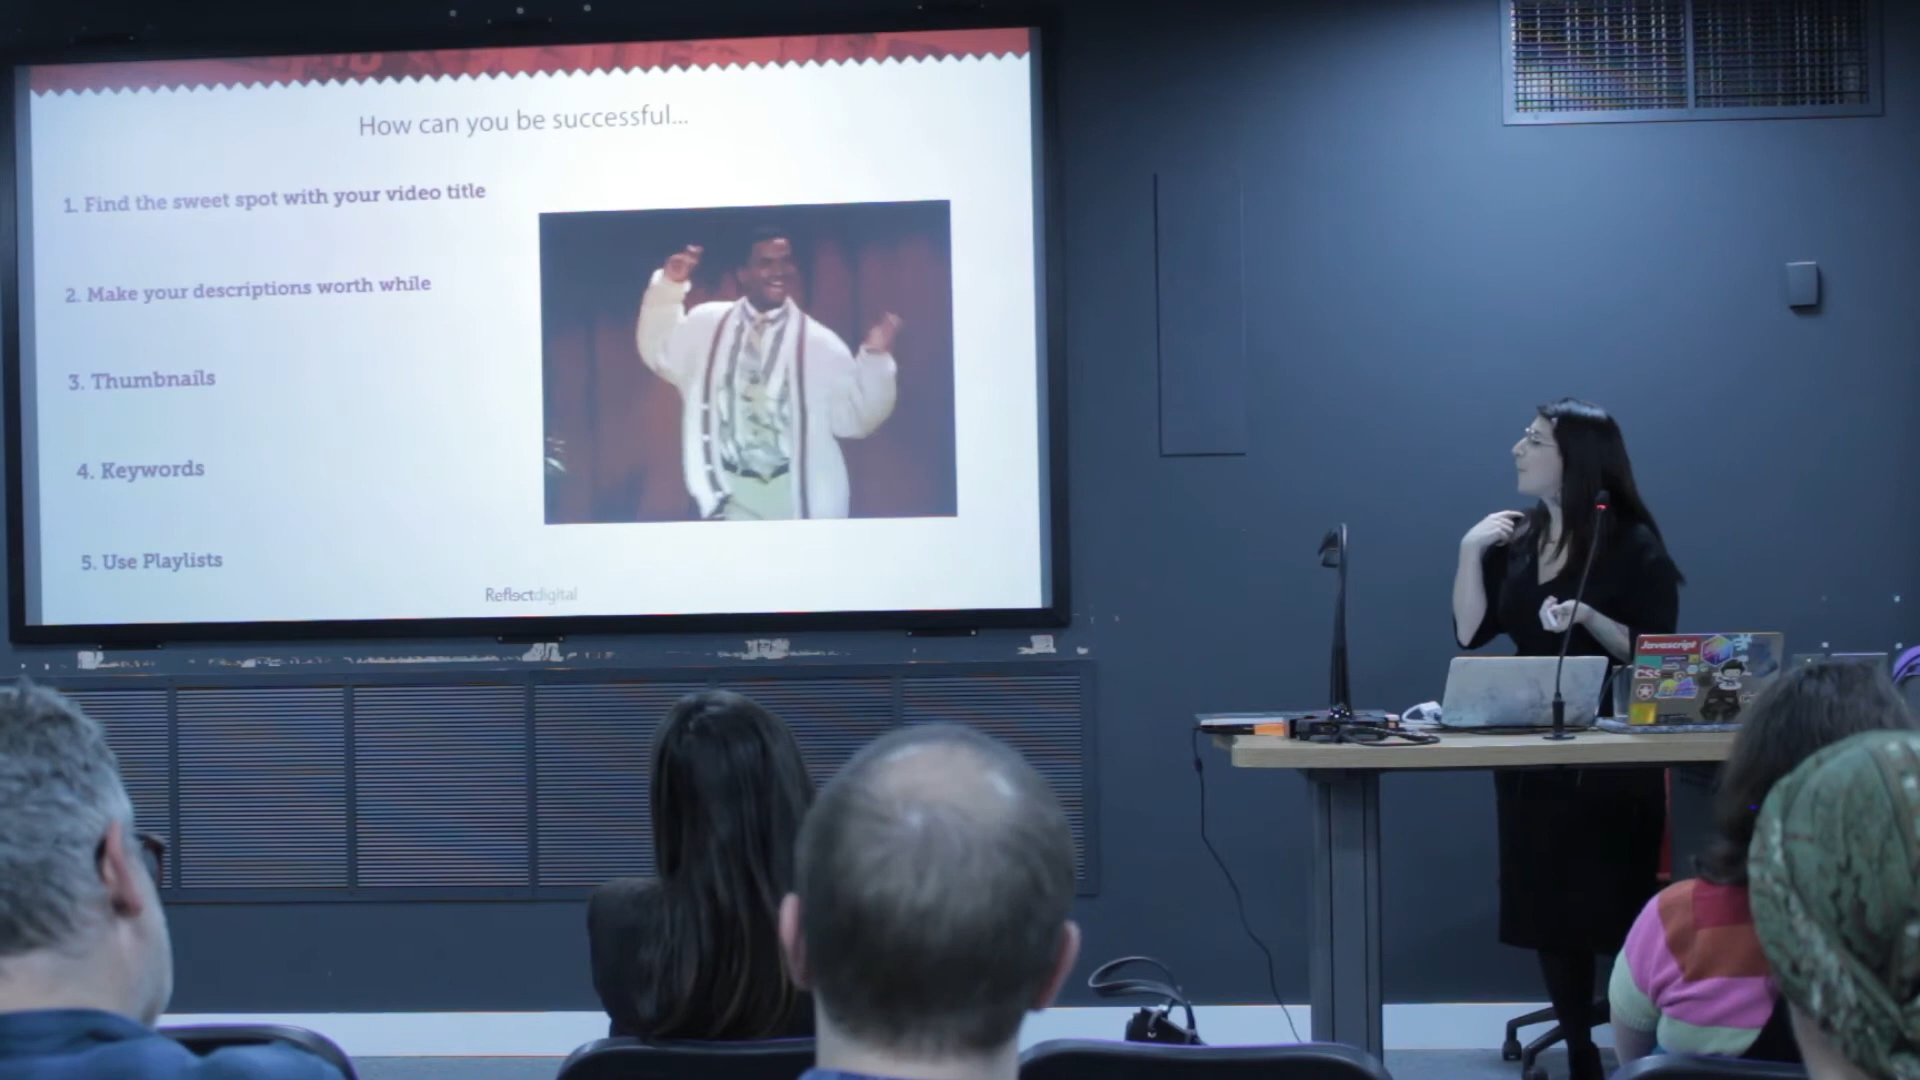 How can you be successful...
1. Find the sweet spot with your video title
2. Make your descriptions worth while
3. Thumbnails
4. Keywords
5. Use Playlists
Reflectdigital
Javascript
CSS